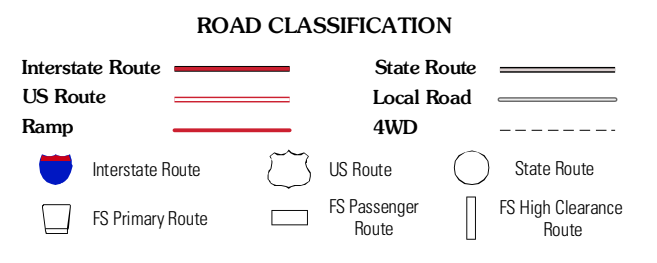 ROAD CLASSIFICATION
Interstate Route
State Route
US Route
Local Road
Ramp
4WD
Interstate Route
US Route
State Route
FS Primary Route
FS Passenger
Route
FS High Clearance
Route